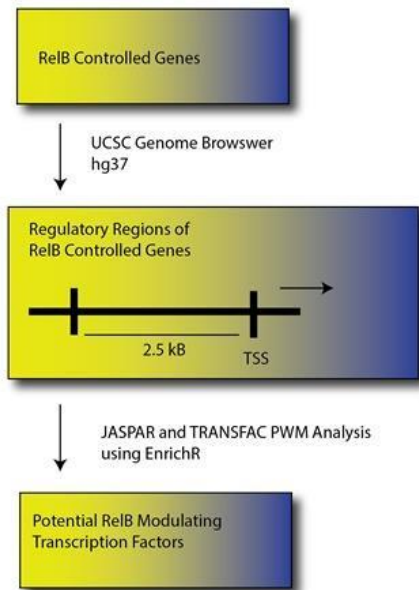 RelB Controlled Genes
UCSC Genome Browswer
hg37
Regulatory Regions of
RelB Controlled Genes
2.5 kB
TSS
JASPAR and TRANSFAC PWM Analysis
using EnrichR
Potential RelB Modulating
Transcription Factors